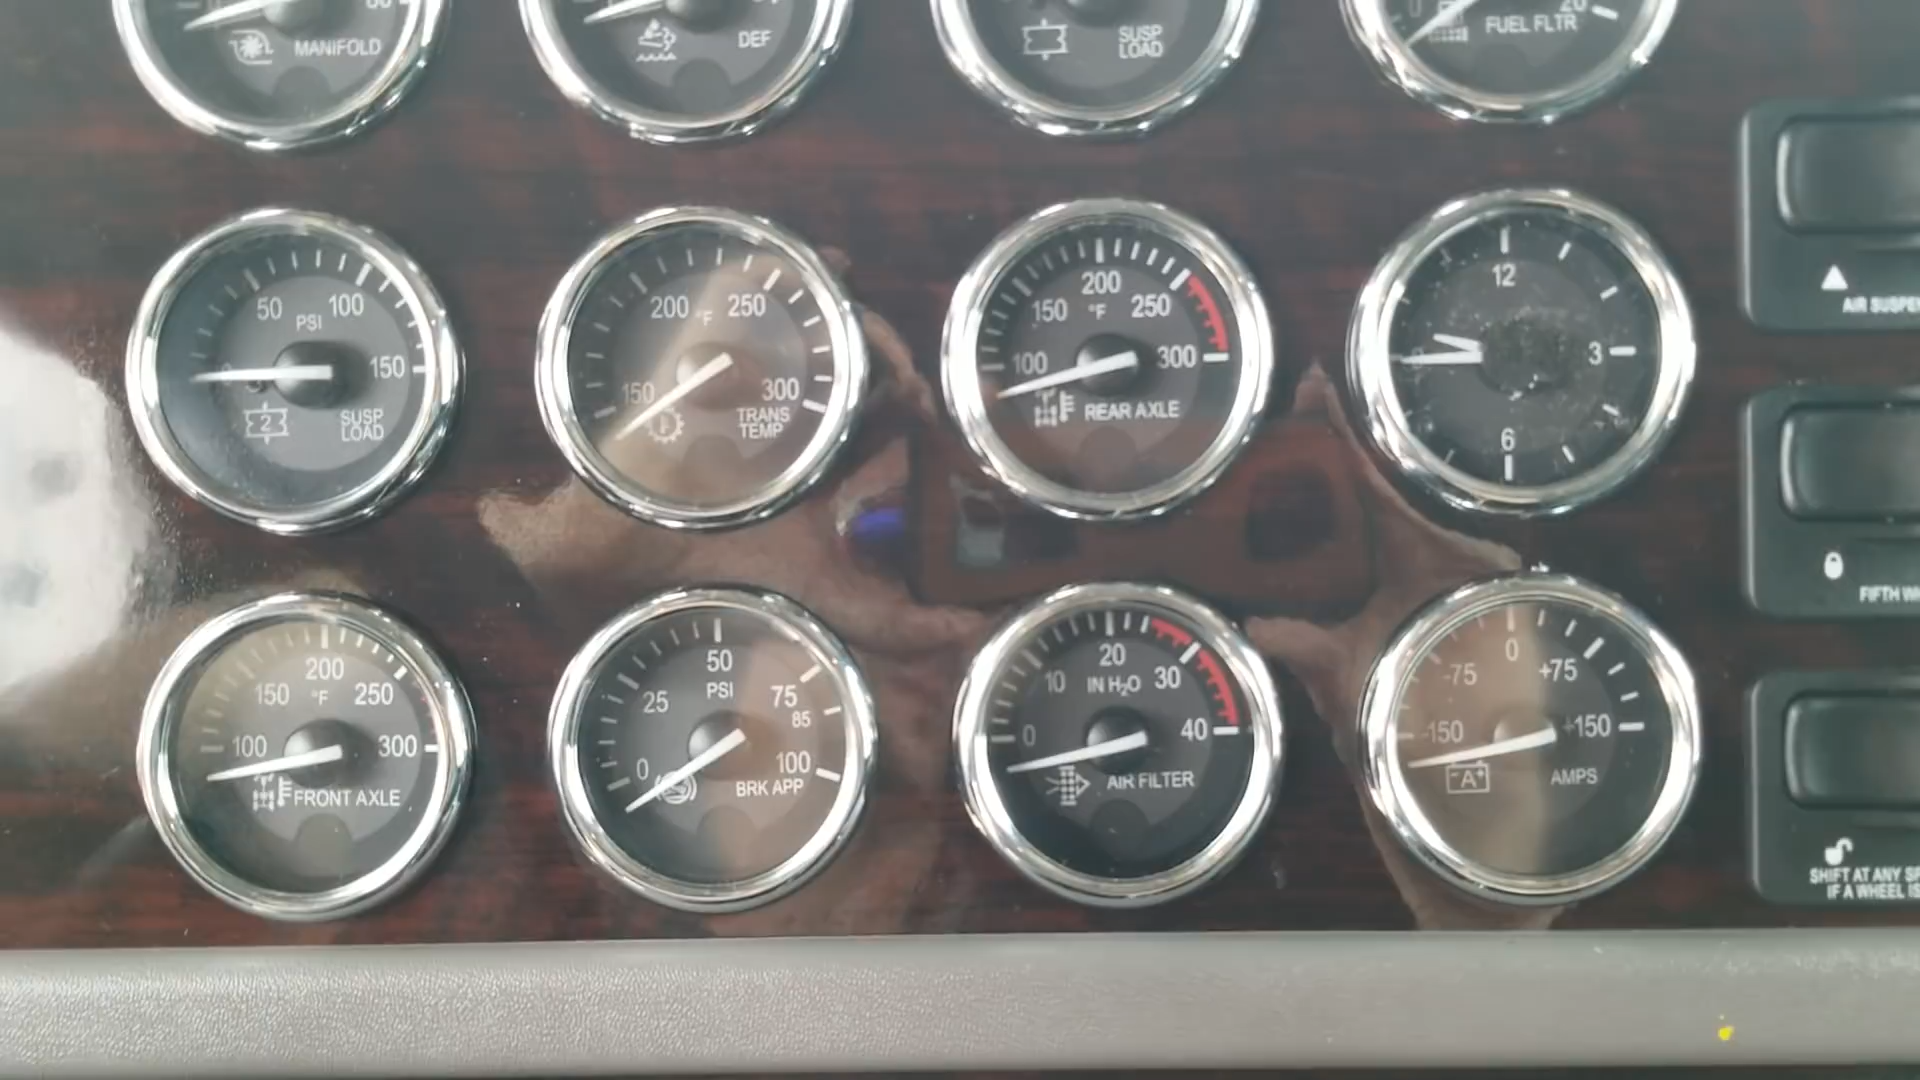 80
MANIFOLD
DEF
SUSP
LOAD
0
20
FUEL FLTR
50
100
PSI
150
2
SUSP
LOAD
200
°F
250
150
300
TRANS
TEMP
200
150
°F
250
100
300
REAR AXLE
12
3
6
AIR SUSPE
200
150
°F
250
100
300
FRONT AXLE
50
25
PSI
75
85
0
100
BRK APP
20
10
IN H₂O
30
0
40
AIR FILTER
0
-75
+75
-150
+150
- A +
AMPS
FIFTH W
SHIFT AT ANY SP
IF A WHEEL IS